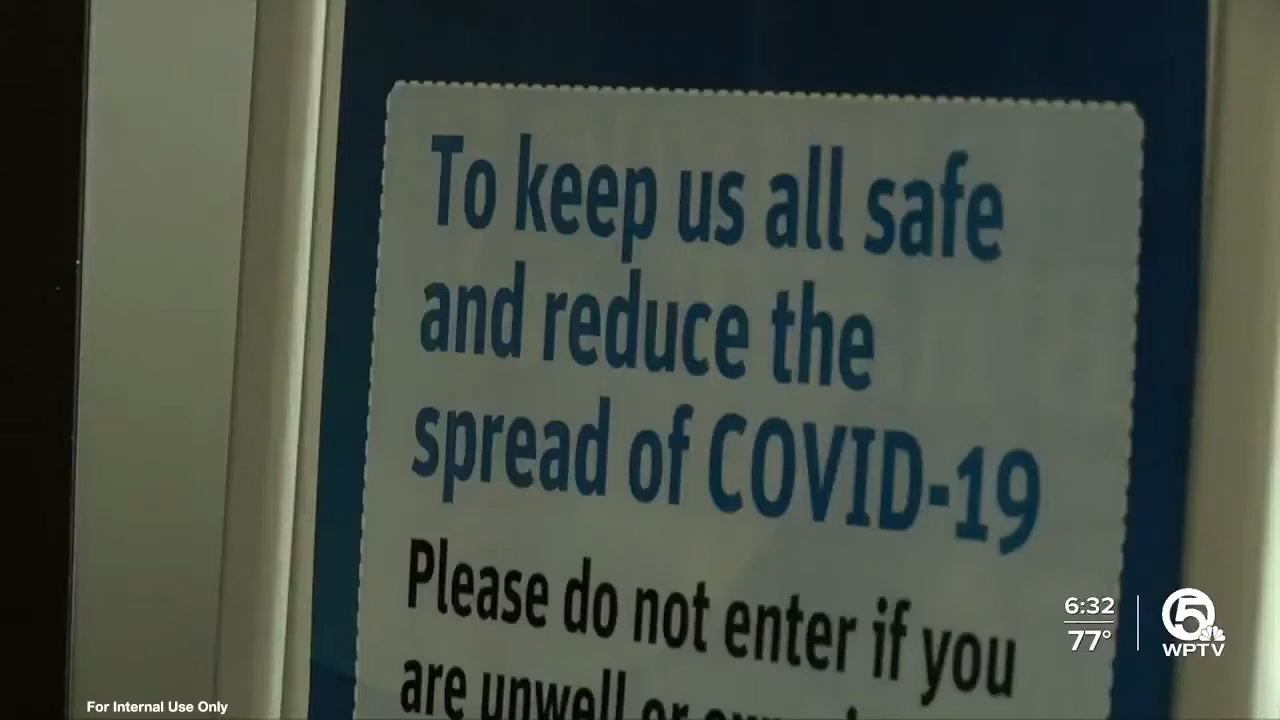 To keep us all safe
and reduce the
spread of COVID-19
Please do not enter if you
are unwell or
6:32
77°
5
WPTV
For Internal Use Only